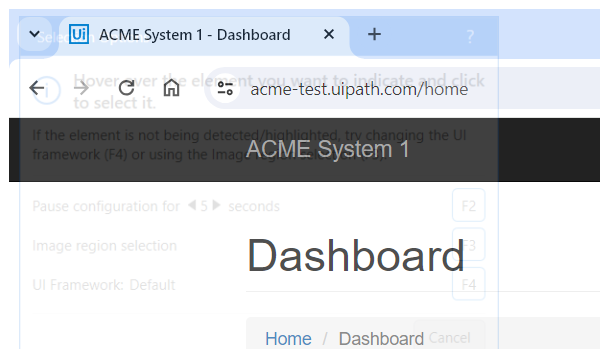 Selection Options ?
Ui ACME System 1 - Dashboard
Hover over the element you want to indicate and click
to select it.
acme-test.uipath.com/home
If the element is not being detected/highlighted, try changing the UI
framework (F4) or using the Image region
ACME System 1
Pause configuration for 5 seconds F2
Image region selection F3
Dashboard
UI Framework: Default F4
Home / Dashboard
Cancel